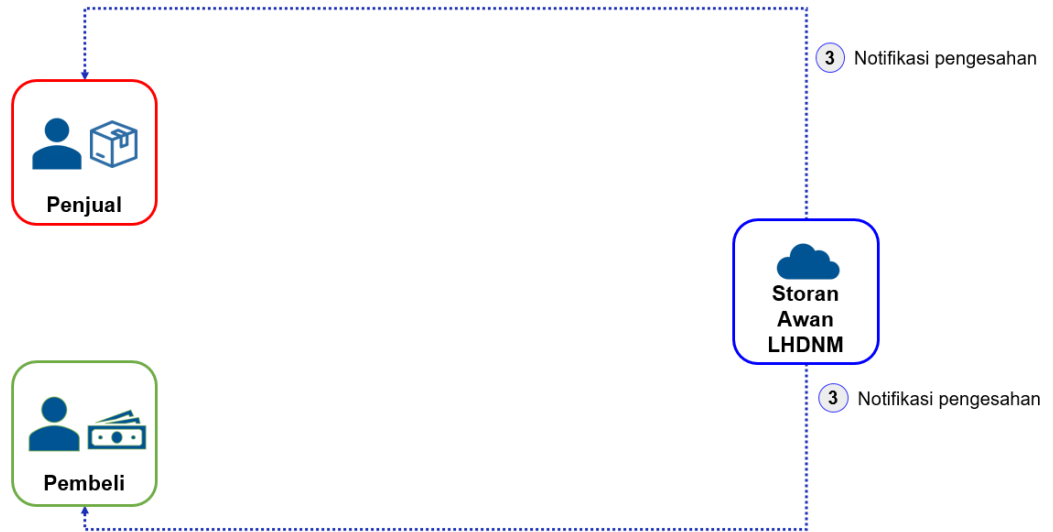 3 Notifikasi pengesahan
Penjual
Storan
Awan
LHDNM
3 Notifikasi pengesahan
Pembeli